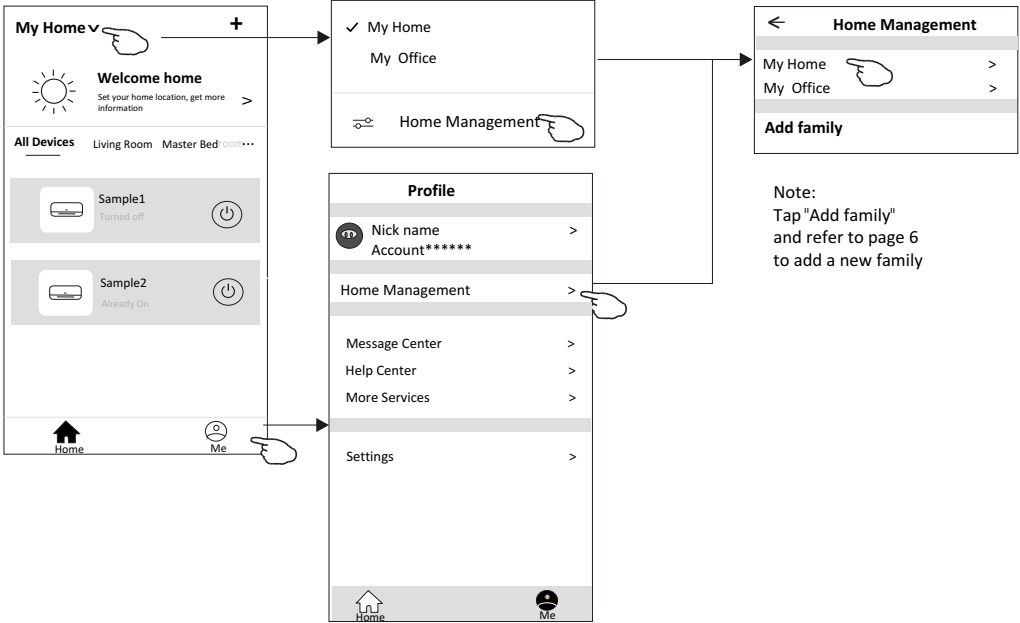 My Home
+
Welcome home
Set your home location, get more
information
>
All Devices Living Room Master Bedroom ···
Sample1
Turned off
Sample2
Already On
Home
Me
✓ My Home
My Office
Home Management
Profile
Nick name >
Account******
Home Management >
Message Center >
Help Center >
More Services >
Settings >
Home
Me
← Home Management
My Home >
My Office >
Add family
Note:
Tap "Add family"
and refer to page 6
to add a new family